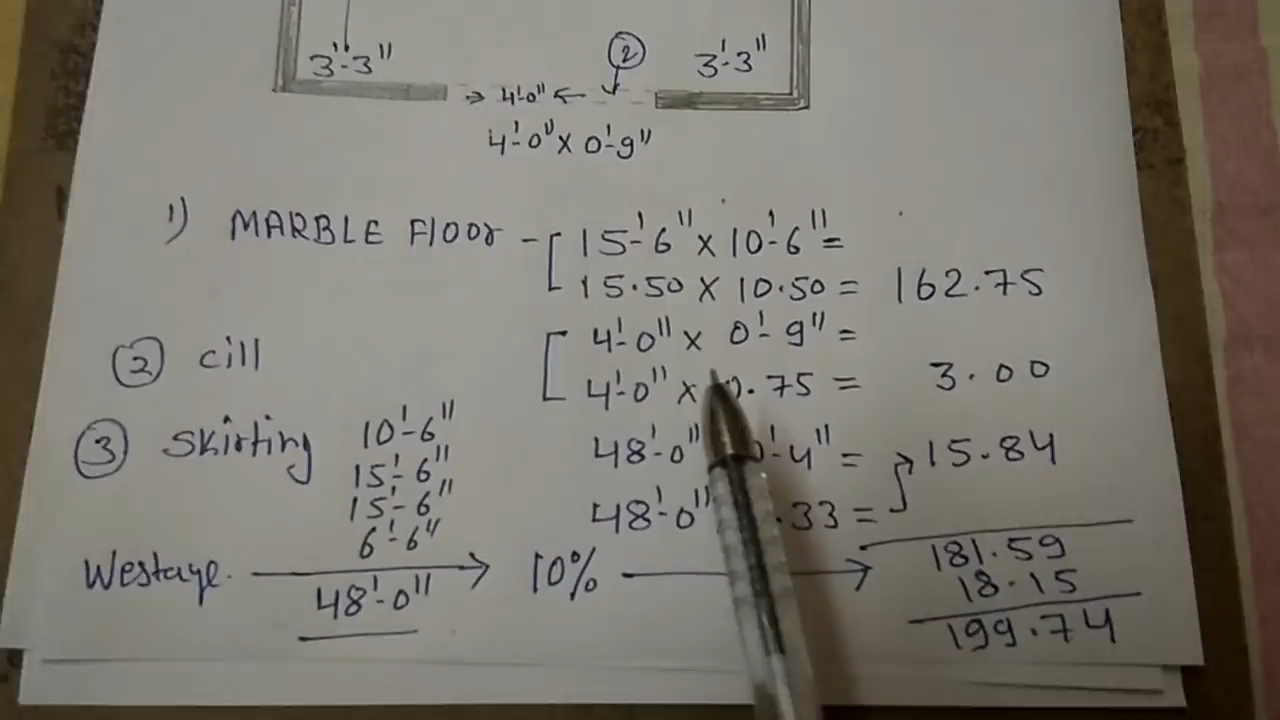 3'-3" ② 3'-3"
→ 4'-0" ←
4'-0" X 0'-9"
1) MARBLE Floor - [ 15'-6" X 10'-6" =
15.50 X 10.50 = 162.75
② cill [ 4'-0" X 0'-9" =
4'-0" X 0.75 = 3.00
③ Skirting 10'-6" 48'-0" 0'-4" = 15.84
15'-6"
15'-6" 48'-0" .33 =
6'-6"
Westage. → 10% → 181.59
48'-0" 18.15
199.74